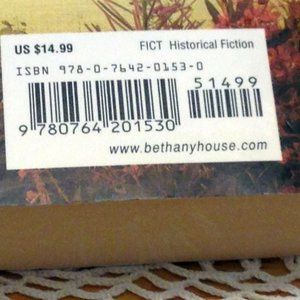 US $14.99 FICT Historical Fiction
ISBN 978-0-7642-0153-0
51499
9 780764 201530
www.bethanyhouse.com